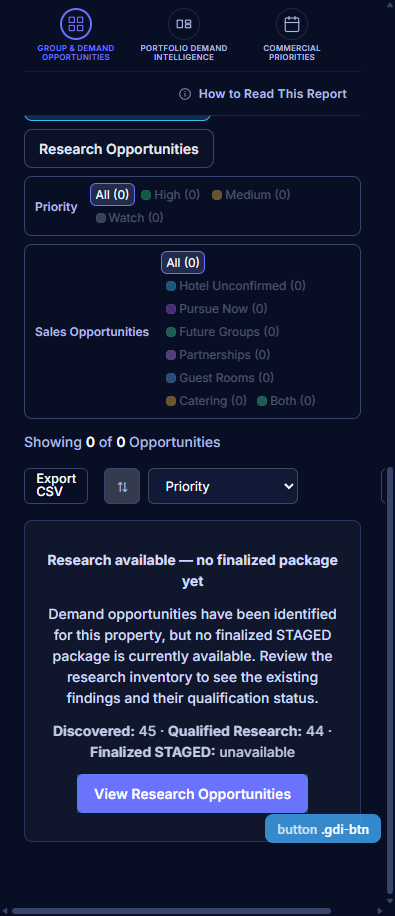 GROUP & DEMAND
OPPORTUNITIES
PORTFOLIO DEMAND
INTELLIGENCE
COMMERCIAL
PRIORITIES
How to Read This Report
Research Opportunities
Priority
All (0)
High (0)
Medium (0)
Watch (0)
Sales Opportunities
All (0)
Hotel Unconfirmed (0)
Pursue Now (0)
Future Groups (0)
Partnerships (0)
Guest Rooms (0)
Catering (0)
Both (0)
Showing 0 of 0 Opportunities
Export
CSV
Priority
Research available — no finalized package
yet
Demand opportunities have been identified
for this property, but no finalized STAGED
package is currently available. Review the
research inventory to see the existing
findings and their qualification status.
Discovered: 45 · Qualified Research: 44 ·
Finalized STAGED: unavailable
View Research Opportunities
button .gdi-btn